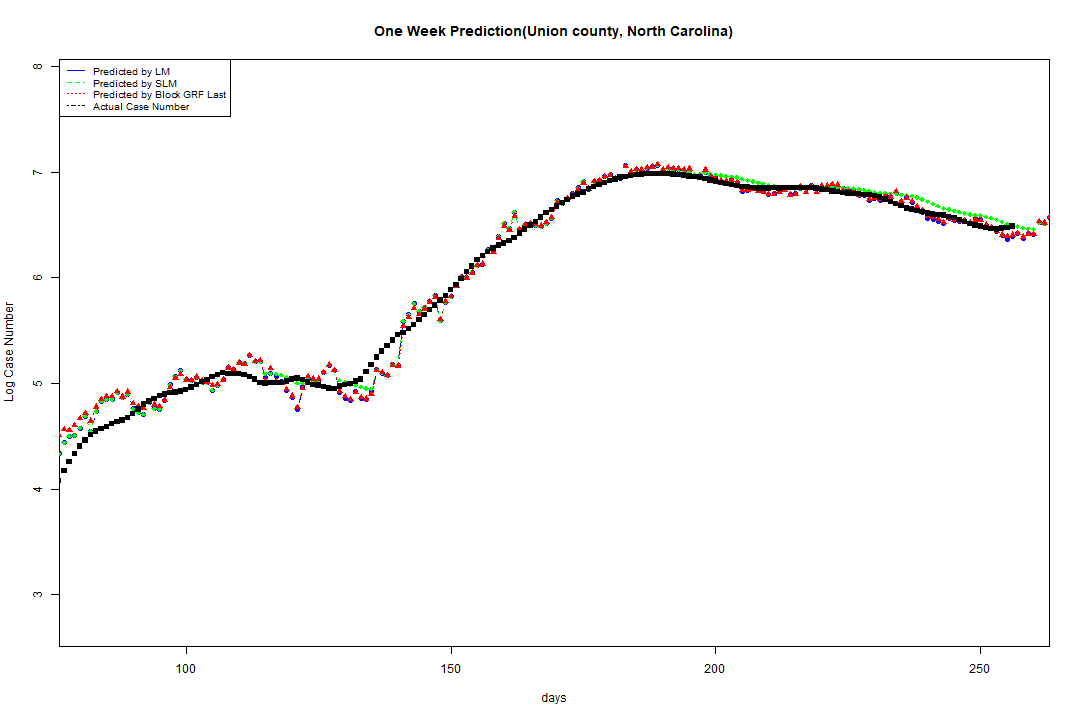 One Week Prediction(Union county, North Carolina)
Predicted by LM
Predicted by SLM
Predicted by Block GRF Last
Actual Case Number
8
7
6
5
4
3
Log Case Number
100 150 200 250
days